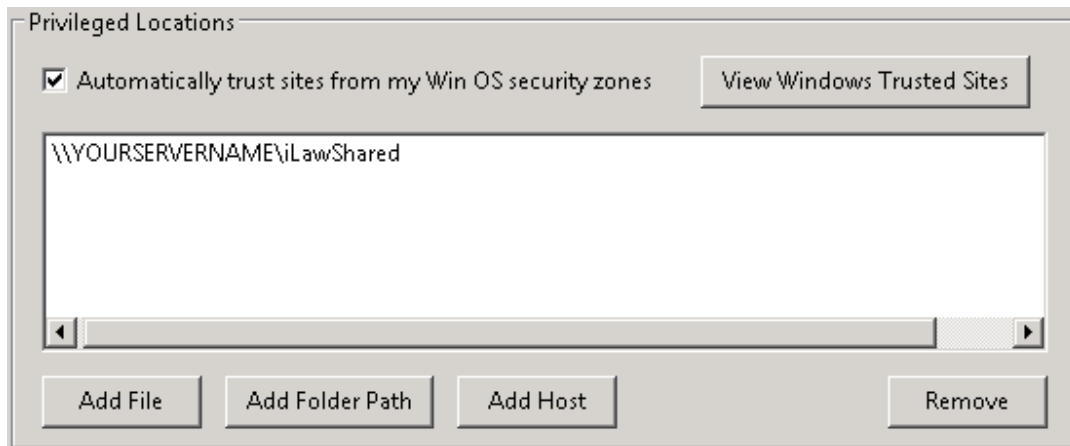 Privileged Locations
Automatically trust sites from my Win OS security zones
View Windows Trusted Sites
\\YOURSERVERNAME\iLawShared
Add File
Add Folder Path
Add Host
Remove